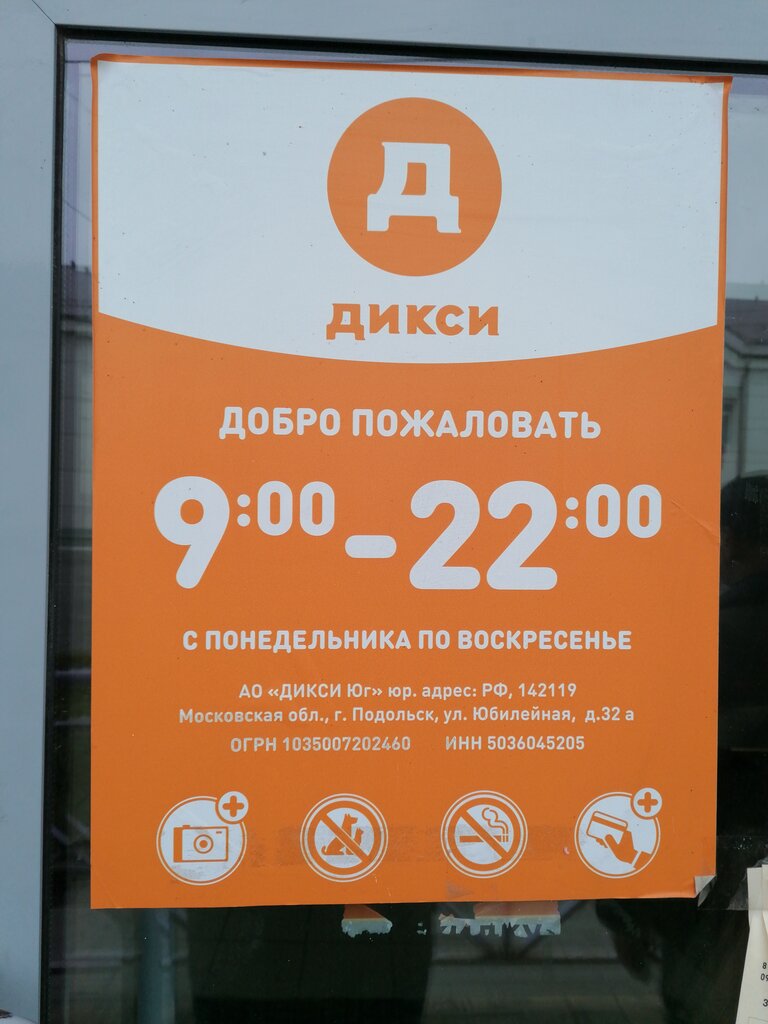 Д
ДИКСИ
ДОБРО ПОЖАЛОВАТЬ
9:00-22:00
С ПОНЕДЕЛЬНИКА ПО ВОСКРЕСЕНЬЕ
АО «ДИКСИ Юг» юр. адрес: РФ, 142119
Московская обл., г. Подольск, ул. Юбилейная, д.32 а
ОГРН 1035007202460 ИНН 5036045205